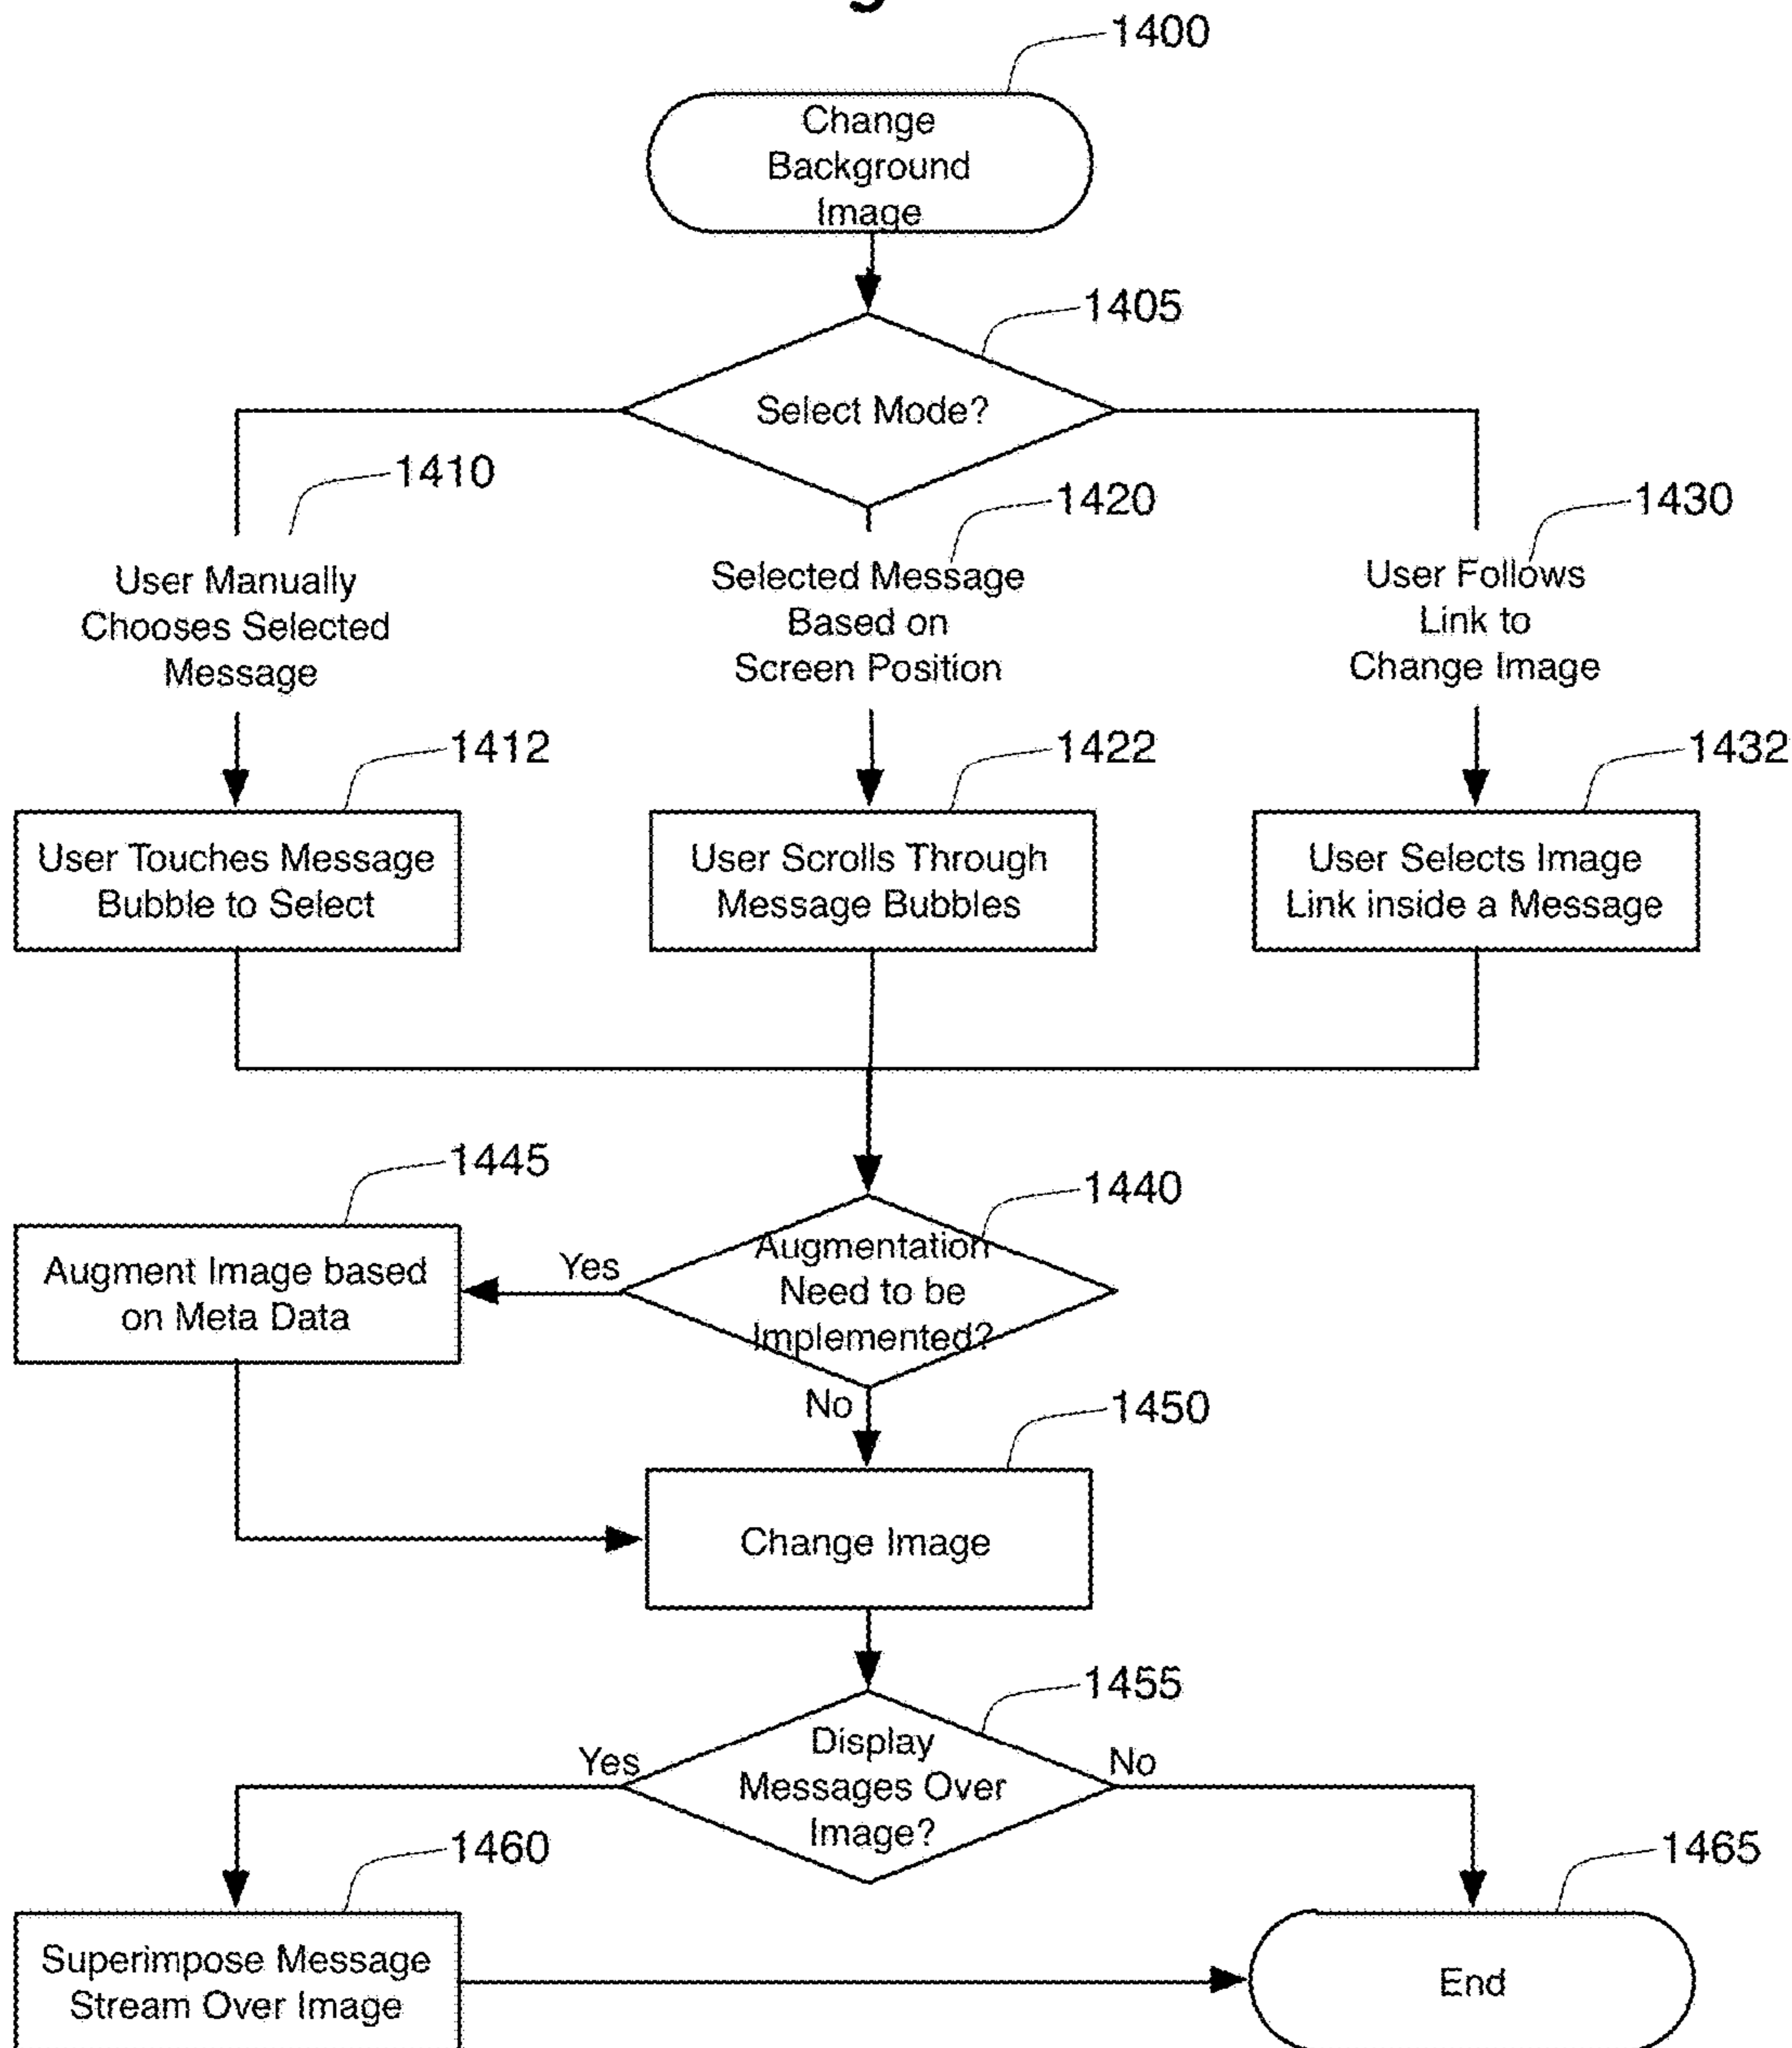 1400
Change
Background
Image
1405
Select Mode?
1410
1420
1430
User Manually
Chooses Selected
Message
Selected Message
Based on
Screen Position
User Follows
Link to
Change Image
1412
1422
1432
User Touches Message
Bubble to Select
User Scrolls Through
Message Bubbles
User Selects Image
Link inside a Message
1445
1440
Augment Image based
on Meta Data
Yes
Augmentation
Need to be
Implemented?
No
1450
Change Image
1455
Yes
Display
Messages Over
Image?
No
1460
1465
Superimpose Message
Stream Over Image
End